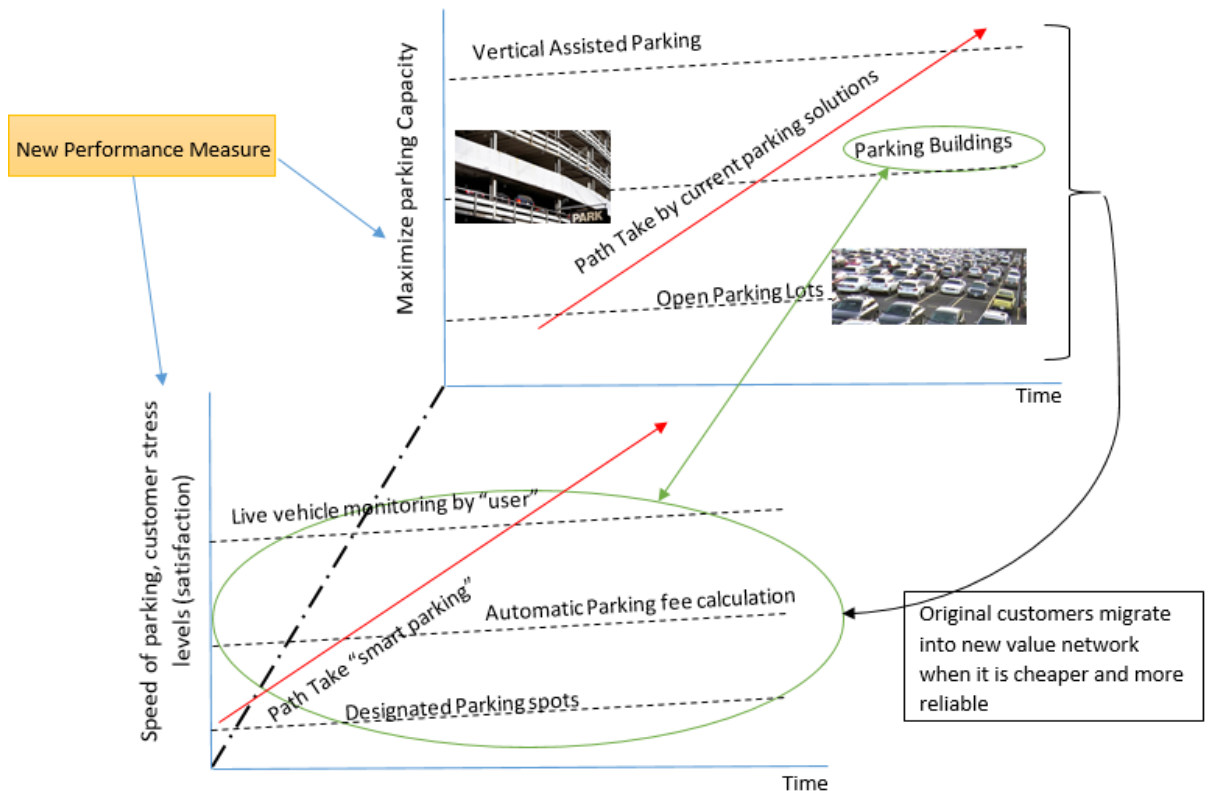 Vertical Assisted Parking
Maximize parking Capacity
New Performance Measure
Path Take by current parking solutions
Parking Buildings
PARK
Open Parking Lots
Time
Speed of parking, customer stress
levels (satisfaction)
Live vehicle monitoring by “user”
Automatic Parking fee calculation
Path Take “smart parking”
Designated Parking spots
Original customers migrate
into new value network
when it is cheaper and more
reliable
Time